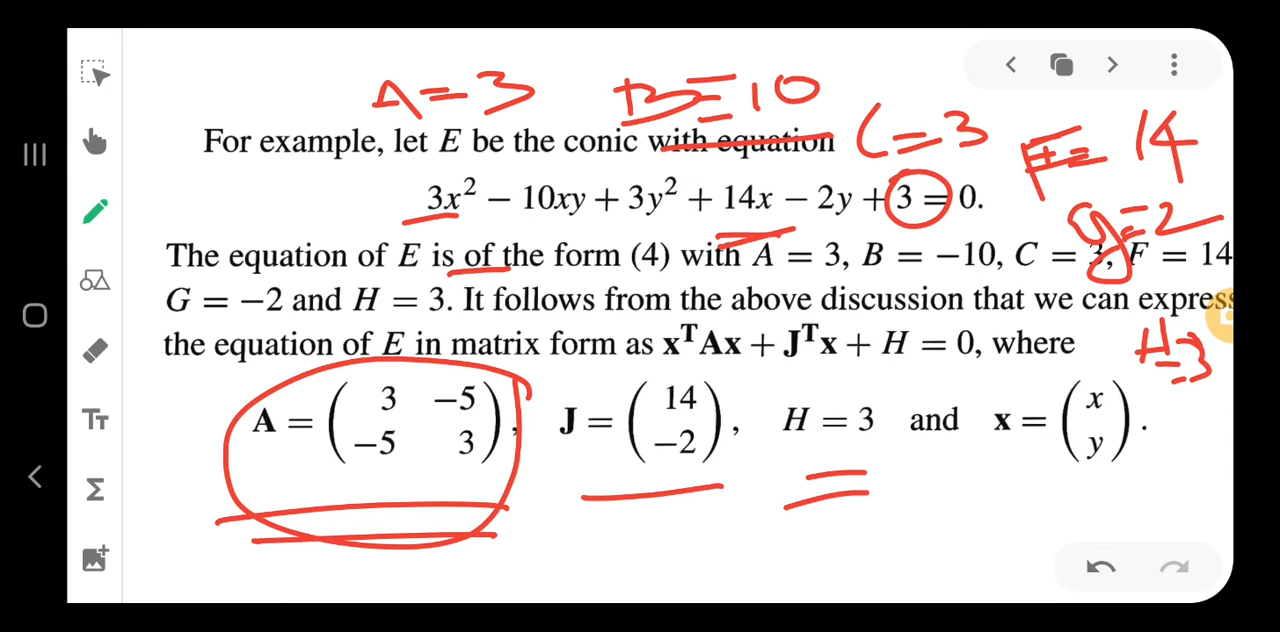 A=3 B=10
For example, let E be the conic with equation C=3
F= 14
3x² − 10xy + 3y² + 14x − 2y + 3 = 0.
g=2
The equation of E is of the form (4) with A = 3, B = −10, C = 3, F = 14
G = −2 and H = 3. It follows from the above discussion that we can express
the equation of E in matrix form as xᵀAx + Jᵀx + H = 0, where
H=3
A = ( 3 −5 −5 3 ), J = ( 14 −2 ), H = 3 and x = ( x y ).
Tт
Σ